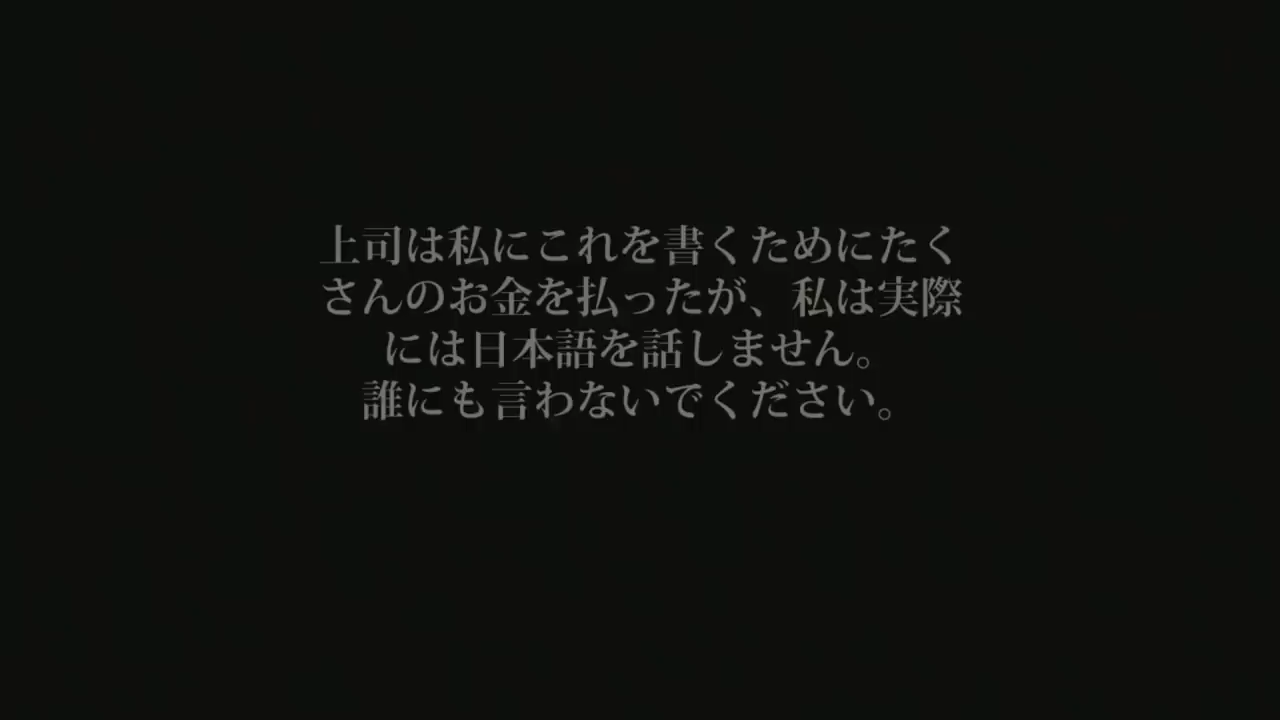 上司は私にこれを書くためにたく
さんのお金を払ったが、私は実際
には日本語を話しません。
誰にも言わないでください。